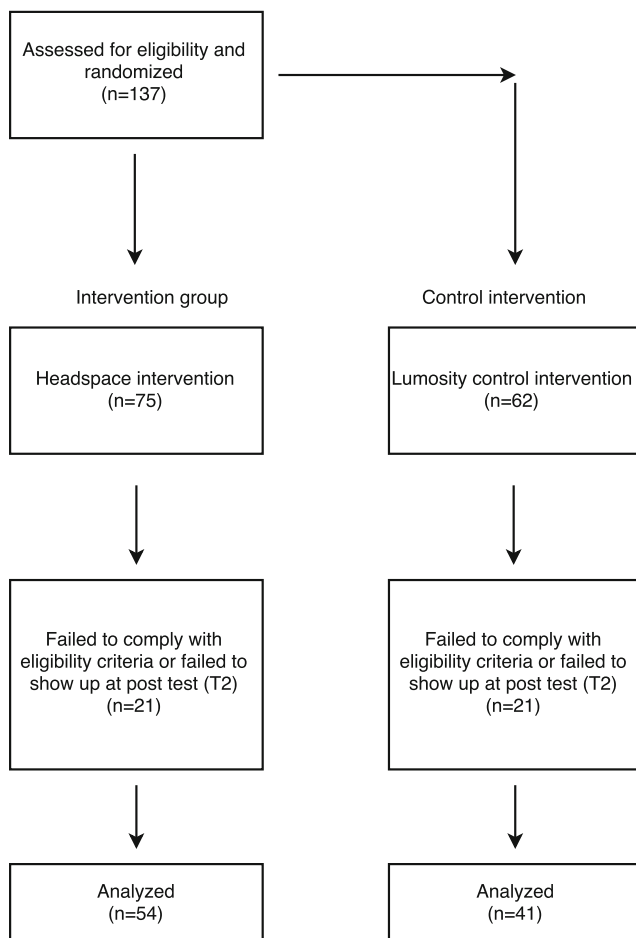 Assessed for eligibility and
randomized
(n=137)
Intervention group
Control intervention
Headspace intervention
(n=75)
Lumosity control intervention
(n=62)
Failed to comply with
eligibility criteria or failed to
show up at post test (T2)
(n=21)
Failed to comply with
eligibility criteria or failed to
show up at post test (T2)
(n=21)
Analyzed
(n=54)
Analyzed
(n=41)